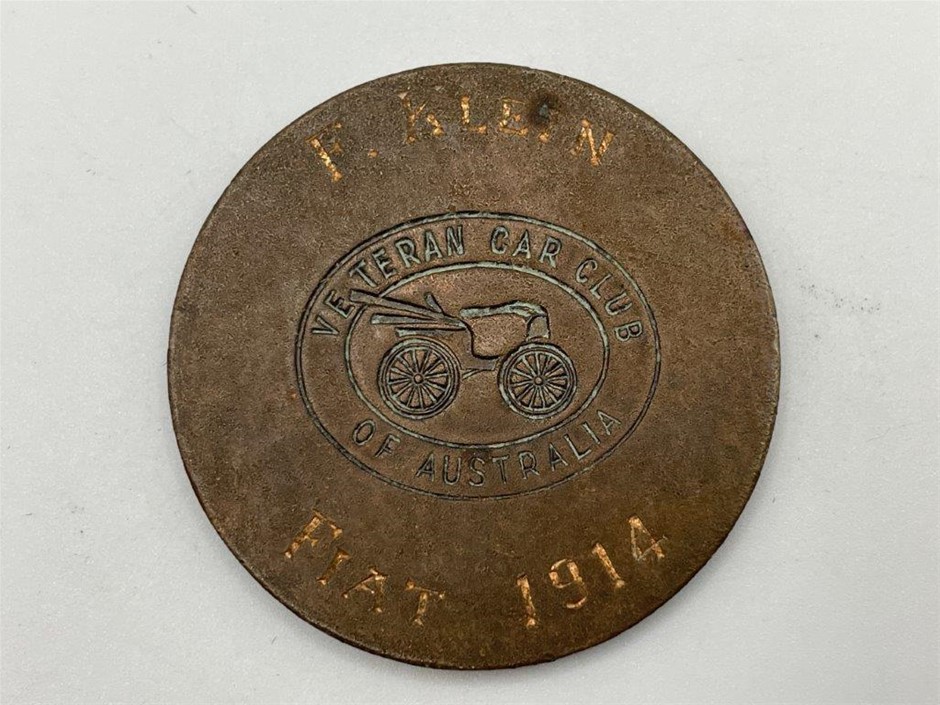 F. KLEIN
VETERAN CAR CLUB
OF AUSTRALIA
FIAT 1914